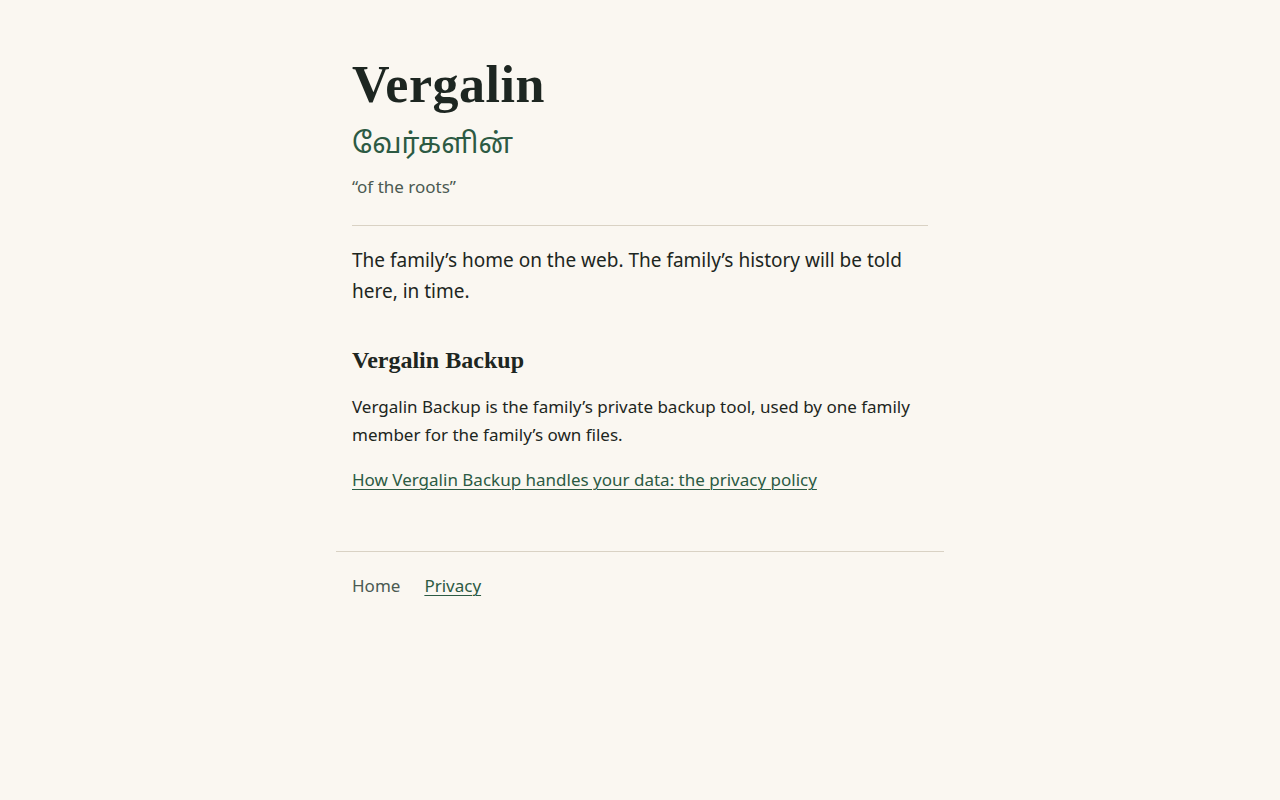 Vergalin
வேர்களின்
“of the roots”
The family’s home on the web. The family’s history will be told
here, in time.
Vergalin Backup
Vergalin Backup is the family’s private backup tool, used by one family
member for the family’s own files.
How Vergalin Backup handles your data: the privacy policy
Home Privacy